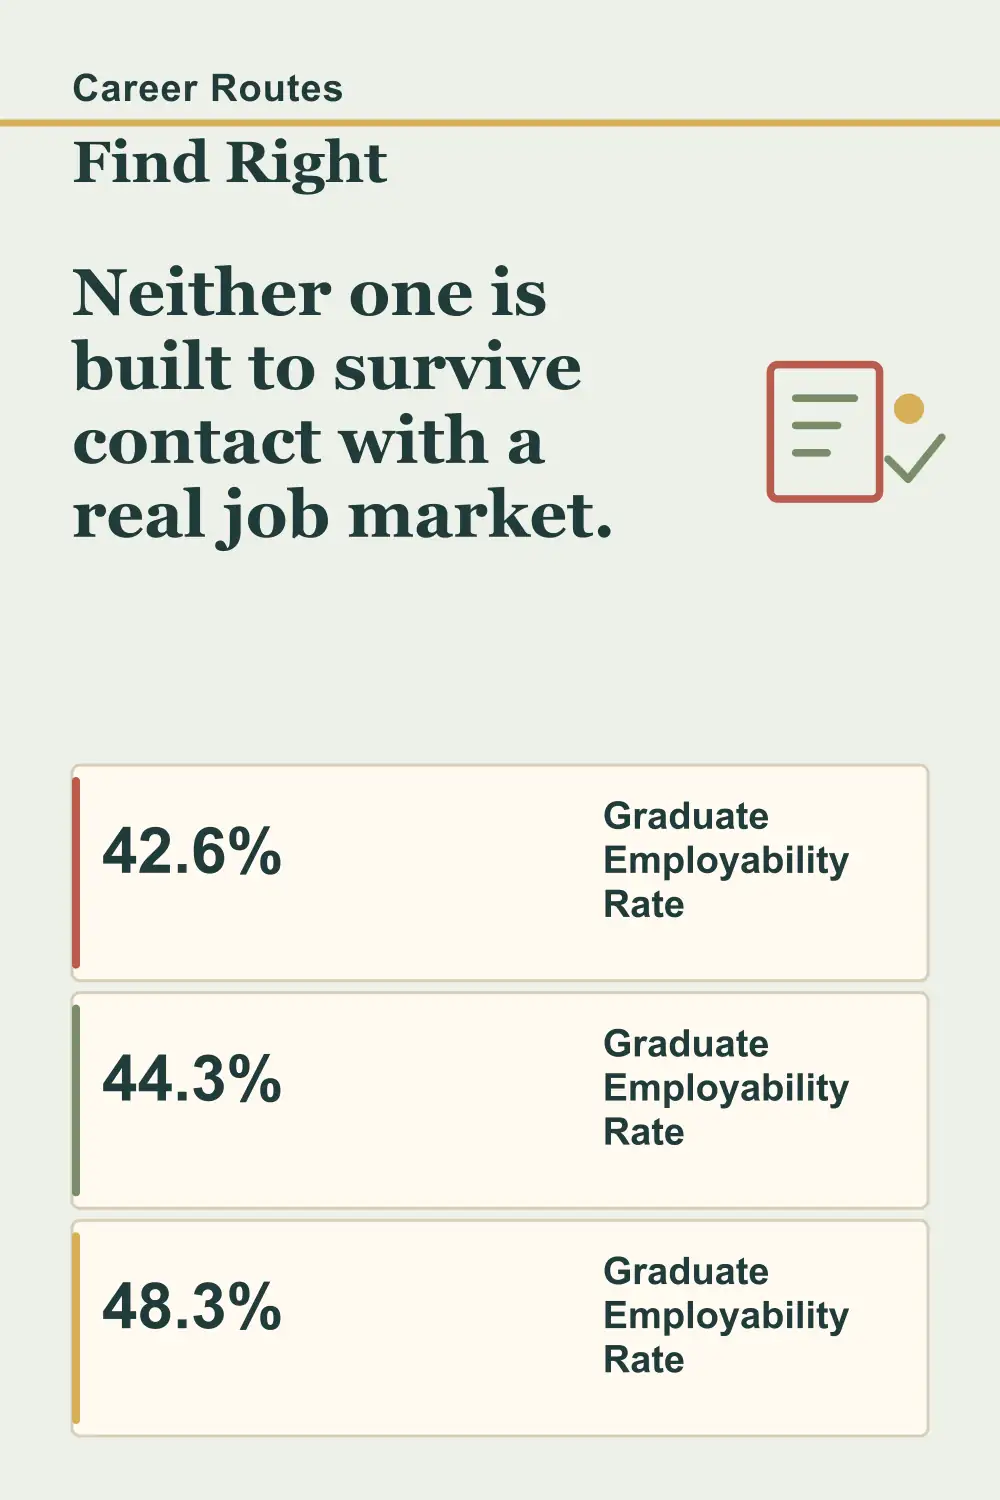 Career Routes
Find Right
Neither one is
built to survive
contact with a
real job market.
42.6%
Graduate
Employability
Rate
44.3%
Graduate
Employability
Rate
48.3%
Graduate
Employability
Rate